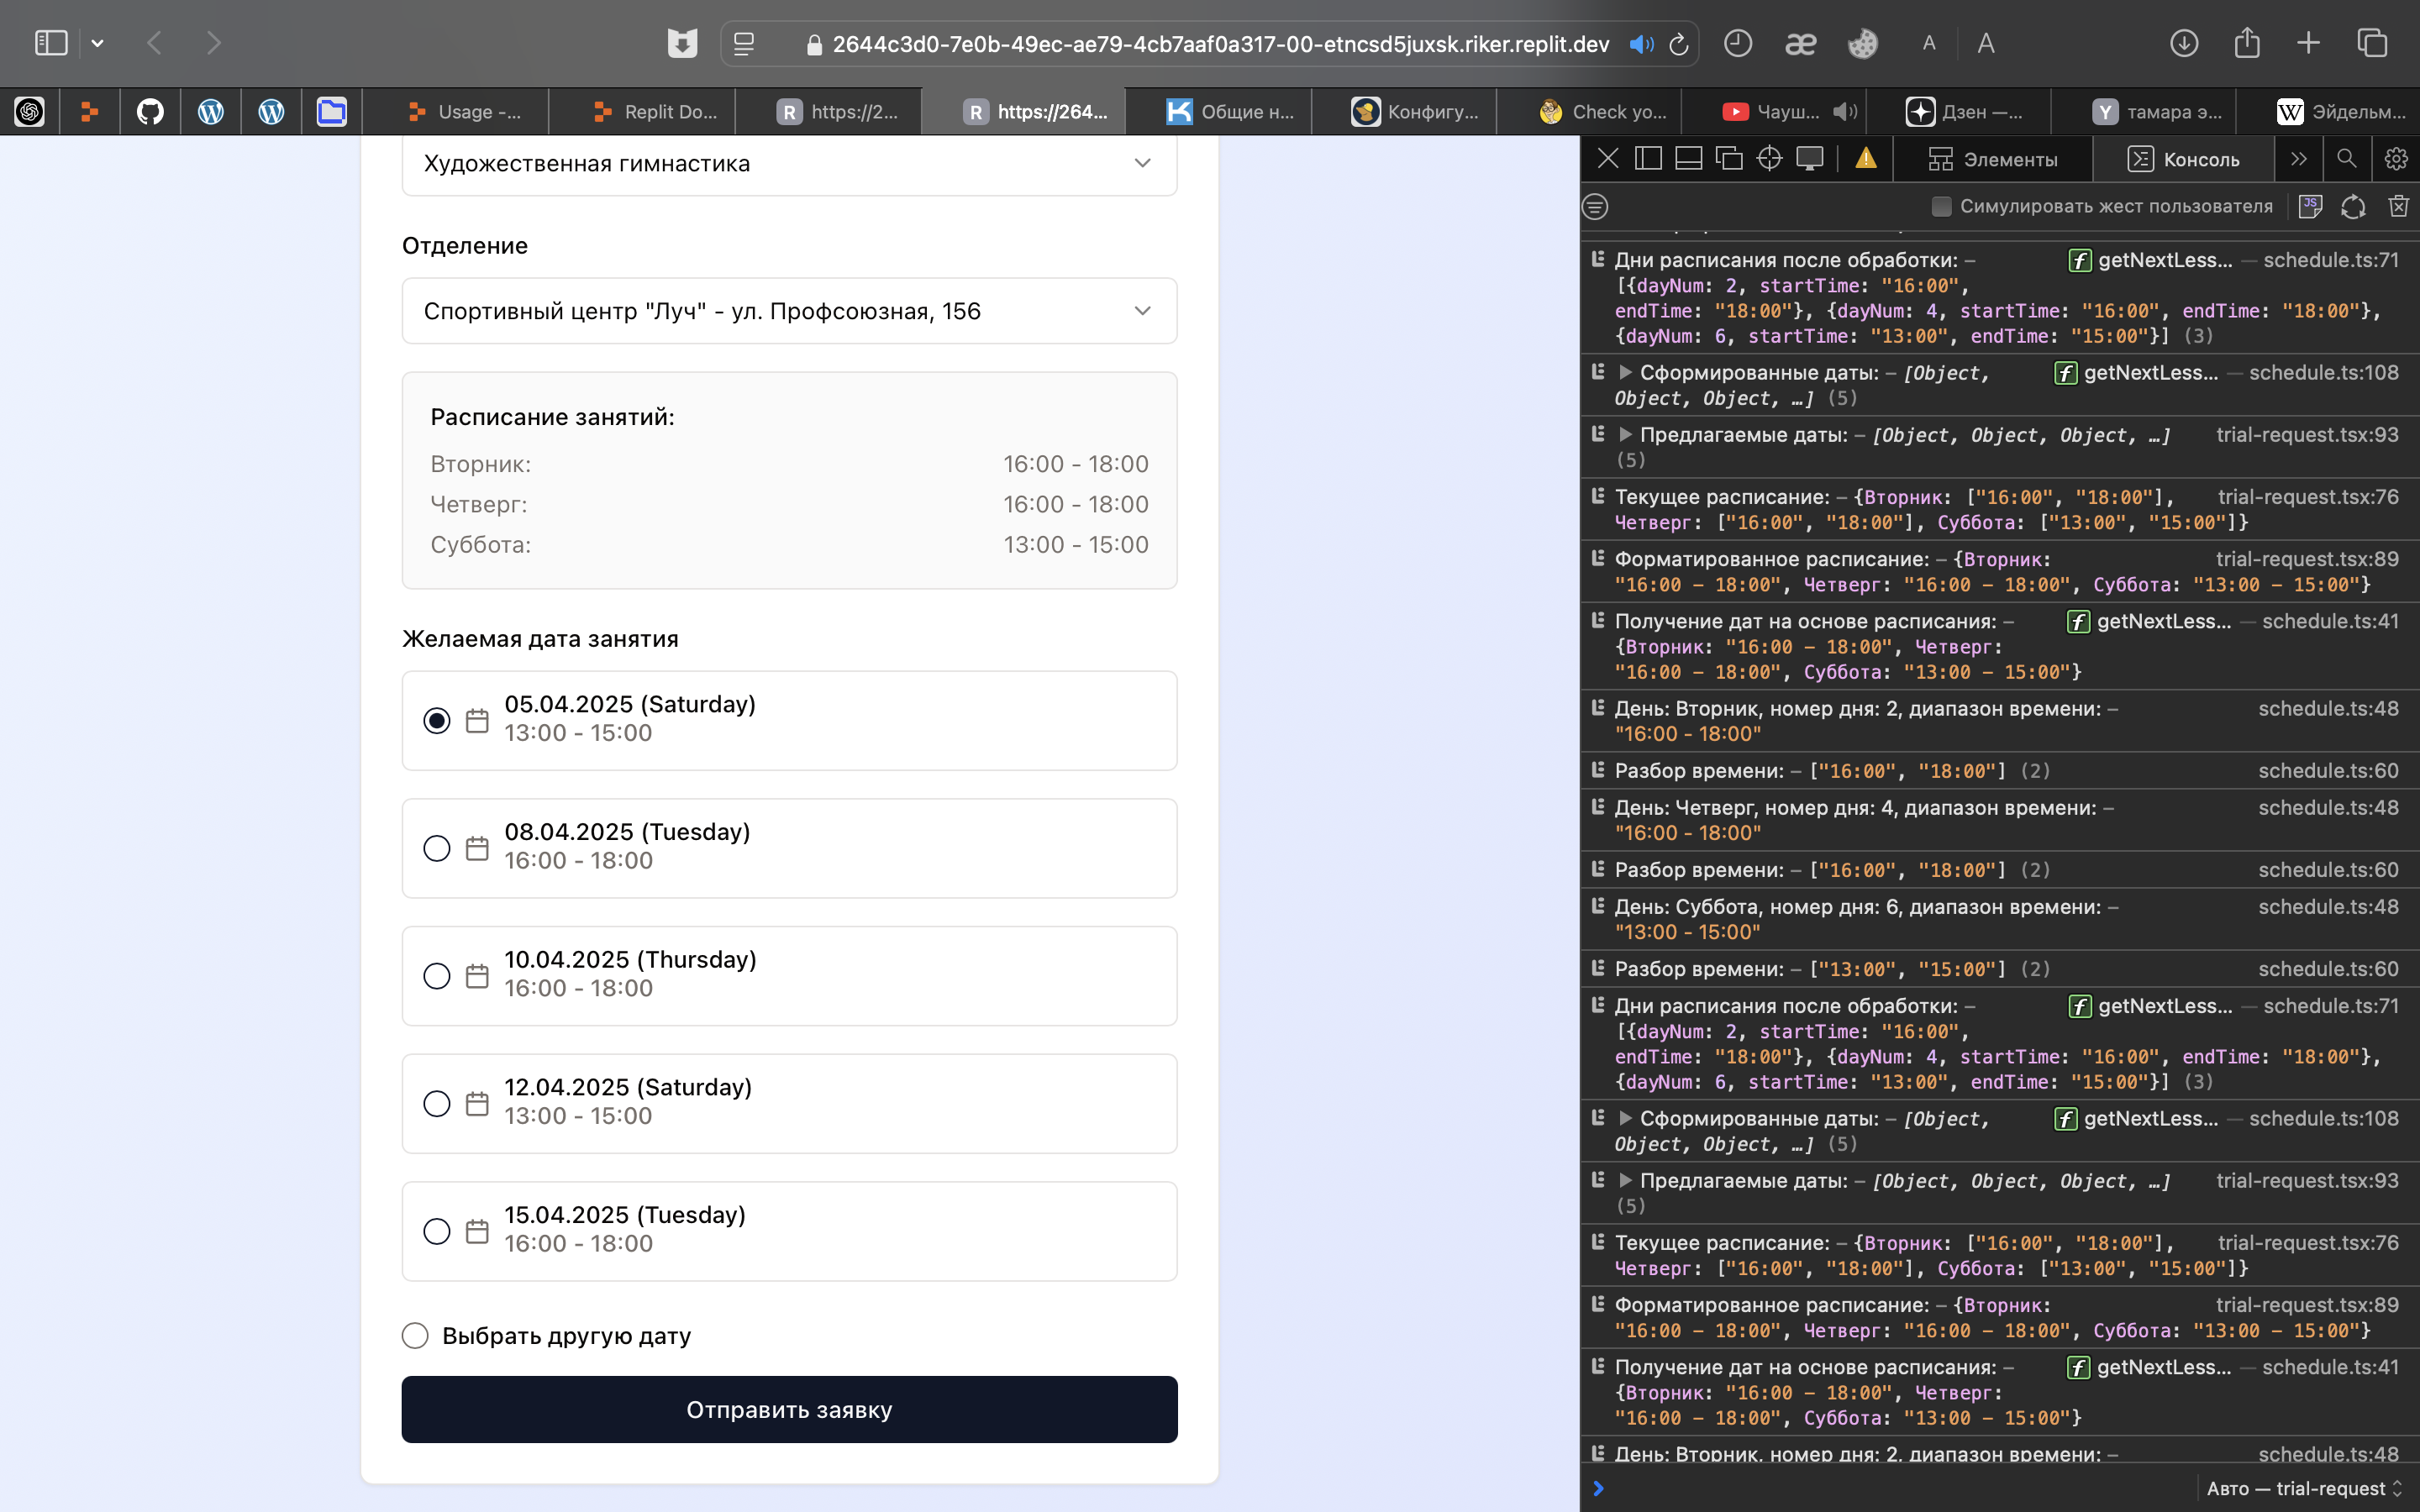 2644c3d0-7e0b-49ec-ae79-4cb7aaf0a317-00-etncsd5juxsk.riker.replit.dev
A A
Usage -...
Replit Do...
R https://2...
R https://264...
Общие н...
Конфигу...
Check yo...
Чауш...
Дзен —...
Y тамара э...
W Эйдельм...
Художественная гимнастика
Отделение
Спортивный центр "Луч" - ул. Профсоюзная, 156
Расписание занятий:
Вторник: 16:00 - 18:00
Четверг: 16:00 - 18:00
Суббота: 13:00 - 15:00
Желаемая дата занятия
05.04.2025 (Saturday)
13:00 - 15:00
08.04.2025 (Tuesday)
16:00 - 18:00
10.04.2025 (Thursday)
16:00 - 18:00
12.04.2025 (Saturday)
13:00 - 15:00
15.04.2025 (Tuesday)
16:00 - 18:00
Выбрать другую дату
Отправить заявку
Элементы
Консоль
Симулировать жест пользователя
Дни расписания после обработки: – f getNextLess... — schedule.ts:71
[{dayNum: 2, startTime: "16:00",
endTime: "18:00"}, {dayNum: 4, startTime: "16:00", endTime: "18:00"},
{dayNum: 6, startTime: "13:00", endTime: "15:00"}] (3)
Сформированные даты: – [Object, f getNextLess... — schedule.ts:108
Object, Object, …] (5)
Предлагаемые даты: – [Object, Object, Object, …] trial-request.tsx:93
(5)
Текущее расписание: – {Вторник: ["16:00", "18:00"], trial-request.tsx:76
Четверг: ["16:00", "18:00"], Суббота: ["13:00", "15:00"]}
Форматированное расписание: – {Вторник: trial-request.tsx:89
"16:00 – 18:00", Четверг: "16:00 – 18:00", Суббота: "13:00 – 15:00"}
Получение дат на основе расписания: – f getNextLess... — schedule.ts:41
{Вторник: "16:00 – 18:00", Четверг:
"16:00 – 18:00", Суббота: "13:00 – 15:00"}
День: Вторник, номер дня: 2, диапазон времени: – schedule.ts:48
"16:00 - 18:00"
Разбор времени: – ["16:00", "18:00"] (2) schedule.ts:60
День: Четверг, номер дня: 4, диапазон времени: – schedule.ts:48
"16:00 - 18:00"
Разбор времени: – ["16:00", "18:00"] (2) schedule.ts:60
День: Суббота, номер дня: 6, диапазон времени: – schedule.ts:48
"13:00 - 15:00"
Разбор времени: – ["13:00", "15:00"] (2) schedule.ts:60
Дни расписания после обработки: – f getNextLess... — schedule.ts:71
[{dayNum: 2, startTime: "16:00",
endTime: "18:00"}, {dayNum: 4, startTime: "16:00", endTime: "18:00"},
{dayNum: 6, startTime: "13:00", endTime: "15:00"}] (3)
Сформированные даты: – [Object, f getNextLess... — schedule.ts:108
Object, Object, …] (5)
Предлагаемые даты: – [Object, Object, Object, …] trial-request.tsx:93
(5)
Текущее расписание: – {Вторник: ["16:00", "18:00"], trial-request.tsx:76
Четверг: ["16:00", "18:00"], Суббота: ["13:00", "15:00"]}
Форматированное расписание: – {Вторник: trial-request.tsx:89
"16:00 – 18:00", Четверг: "16:00 – 18:00", Суббота: "13:00 – 15:00"}
Получение дат на основе расписания: – f getNextLess... — schedule.ts:41
{Вторник: "16:00 – 18:00", Четверг:
"16:00 – 18:00", Суббота: "13:00 – 15:00"}
День: Вторник, номер дня: 2, диапазон времени: – schedule.ts:48
Авто — trial-request